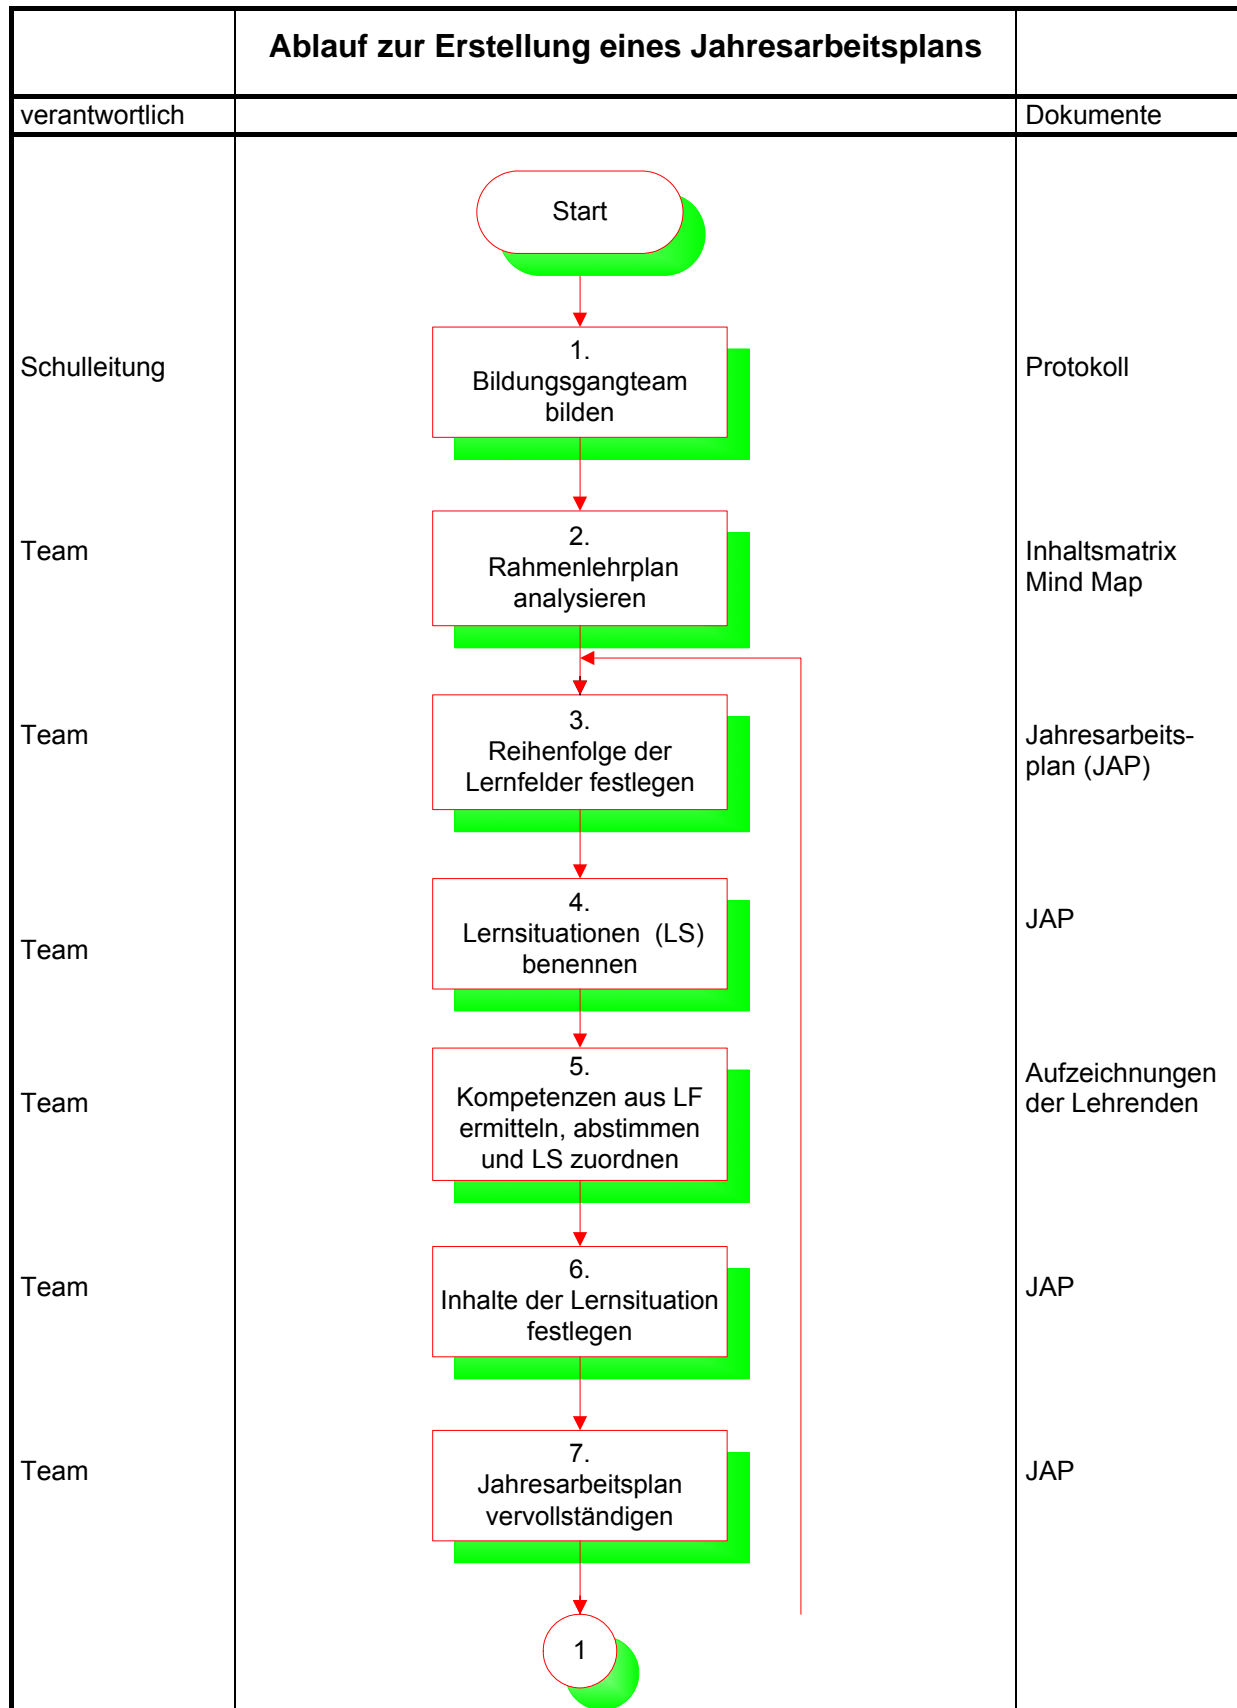 Ablauf zur Erstellung eines Jahresarbeitsplans
verantwortlich
Dokumente
Start
Schulleitung
1.
Bildungsgangteam
bilden
Protokoll
Team
2.
Rahmenlehrplan
analysieren
Inhaltsmatrix
Mind Map
Team
3.
Reihenfolge der
Lernfelder festlegen
Jahresarbeits-
plan (JAP)
Team
4.
Lernsituationen (LS)
benennen
JAP
Team
5.
Kompetenzen aus LF
ermitteln, abstimmen
und LS zuordnen
Aufzeichnungen
der Lehrenden
Team
6.
Inhalte der Lernsituation
festlegen
JAP
Team
7.
Jahresarbeitsplan
vervollständigen
JAP
1